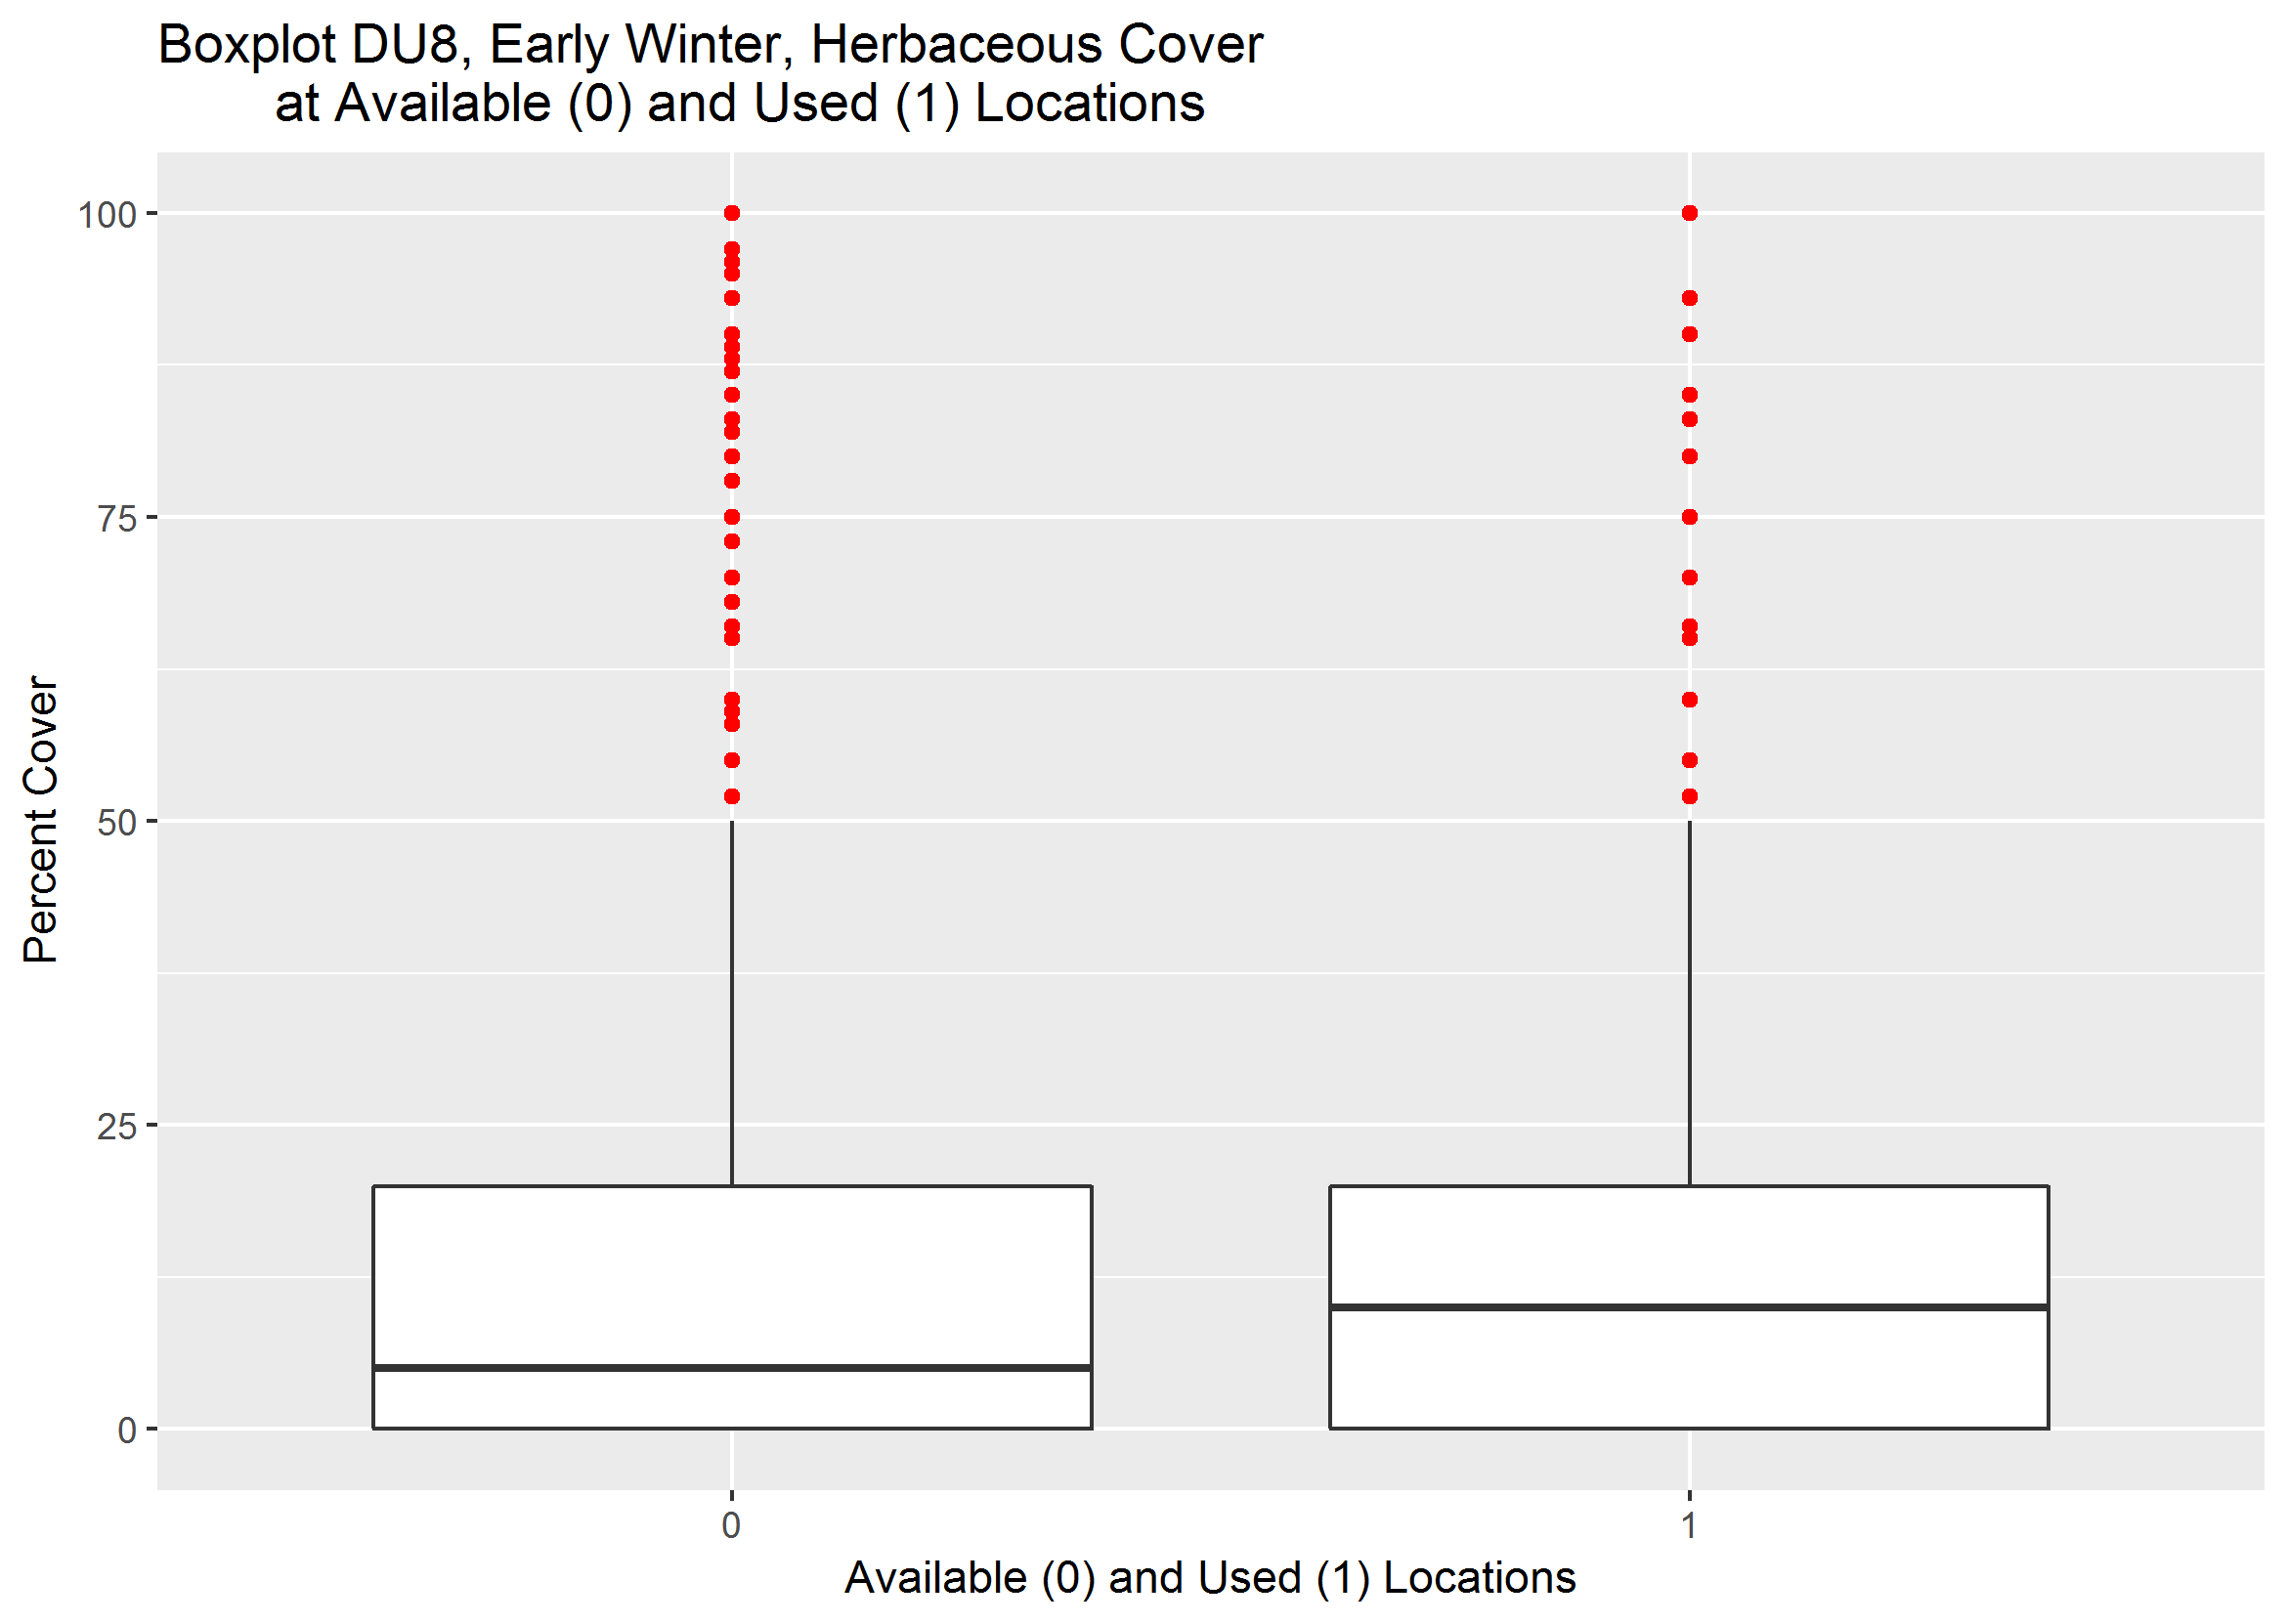 Boxplot DU8, Early Winter, Herbaceous Cover
at Available (0) and Used (1) Locations
100
75
50
25
0
Percent Cover
0
1
Available (0) and Used (1) Locations